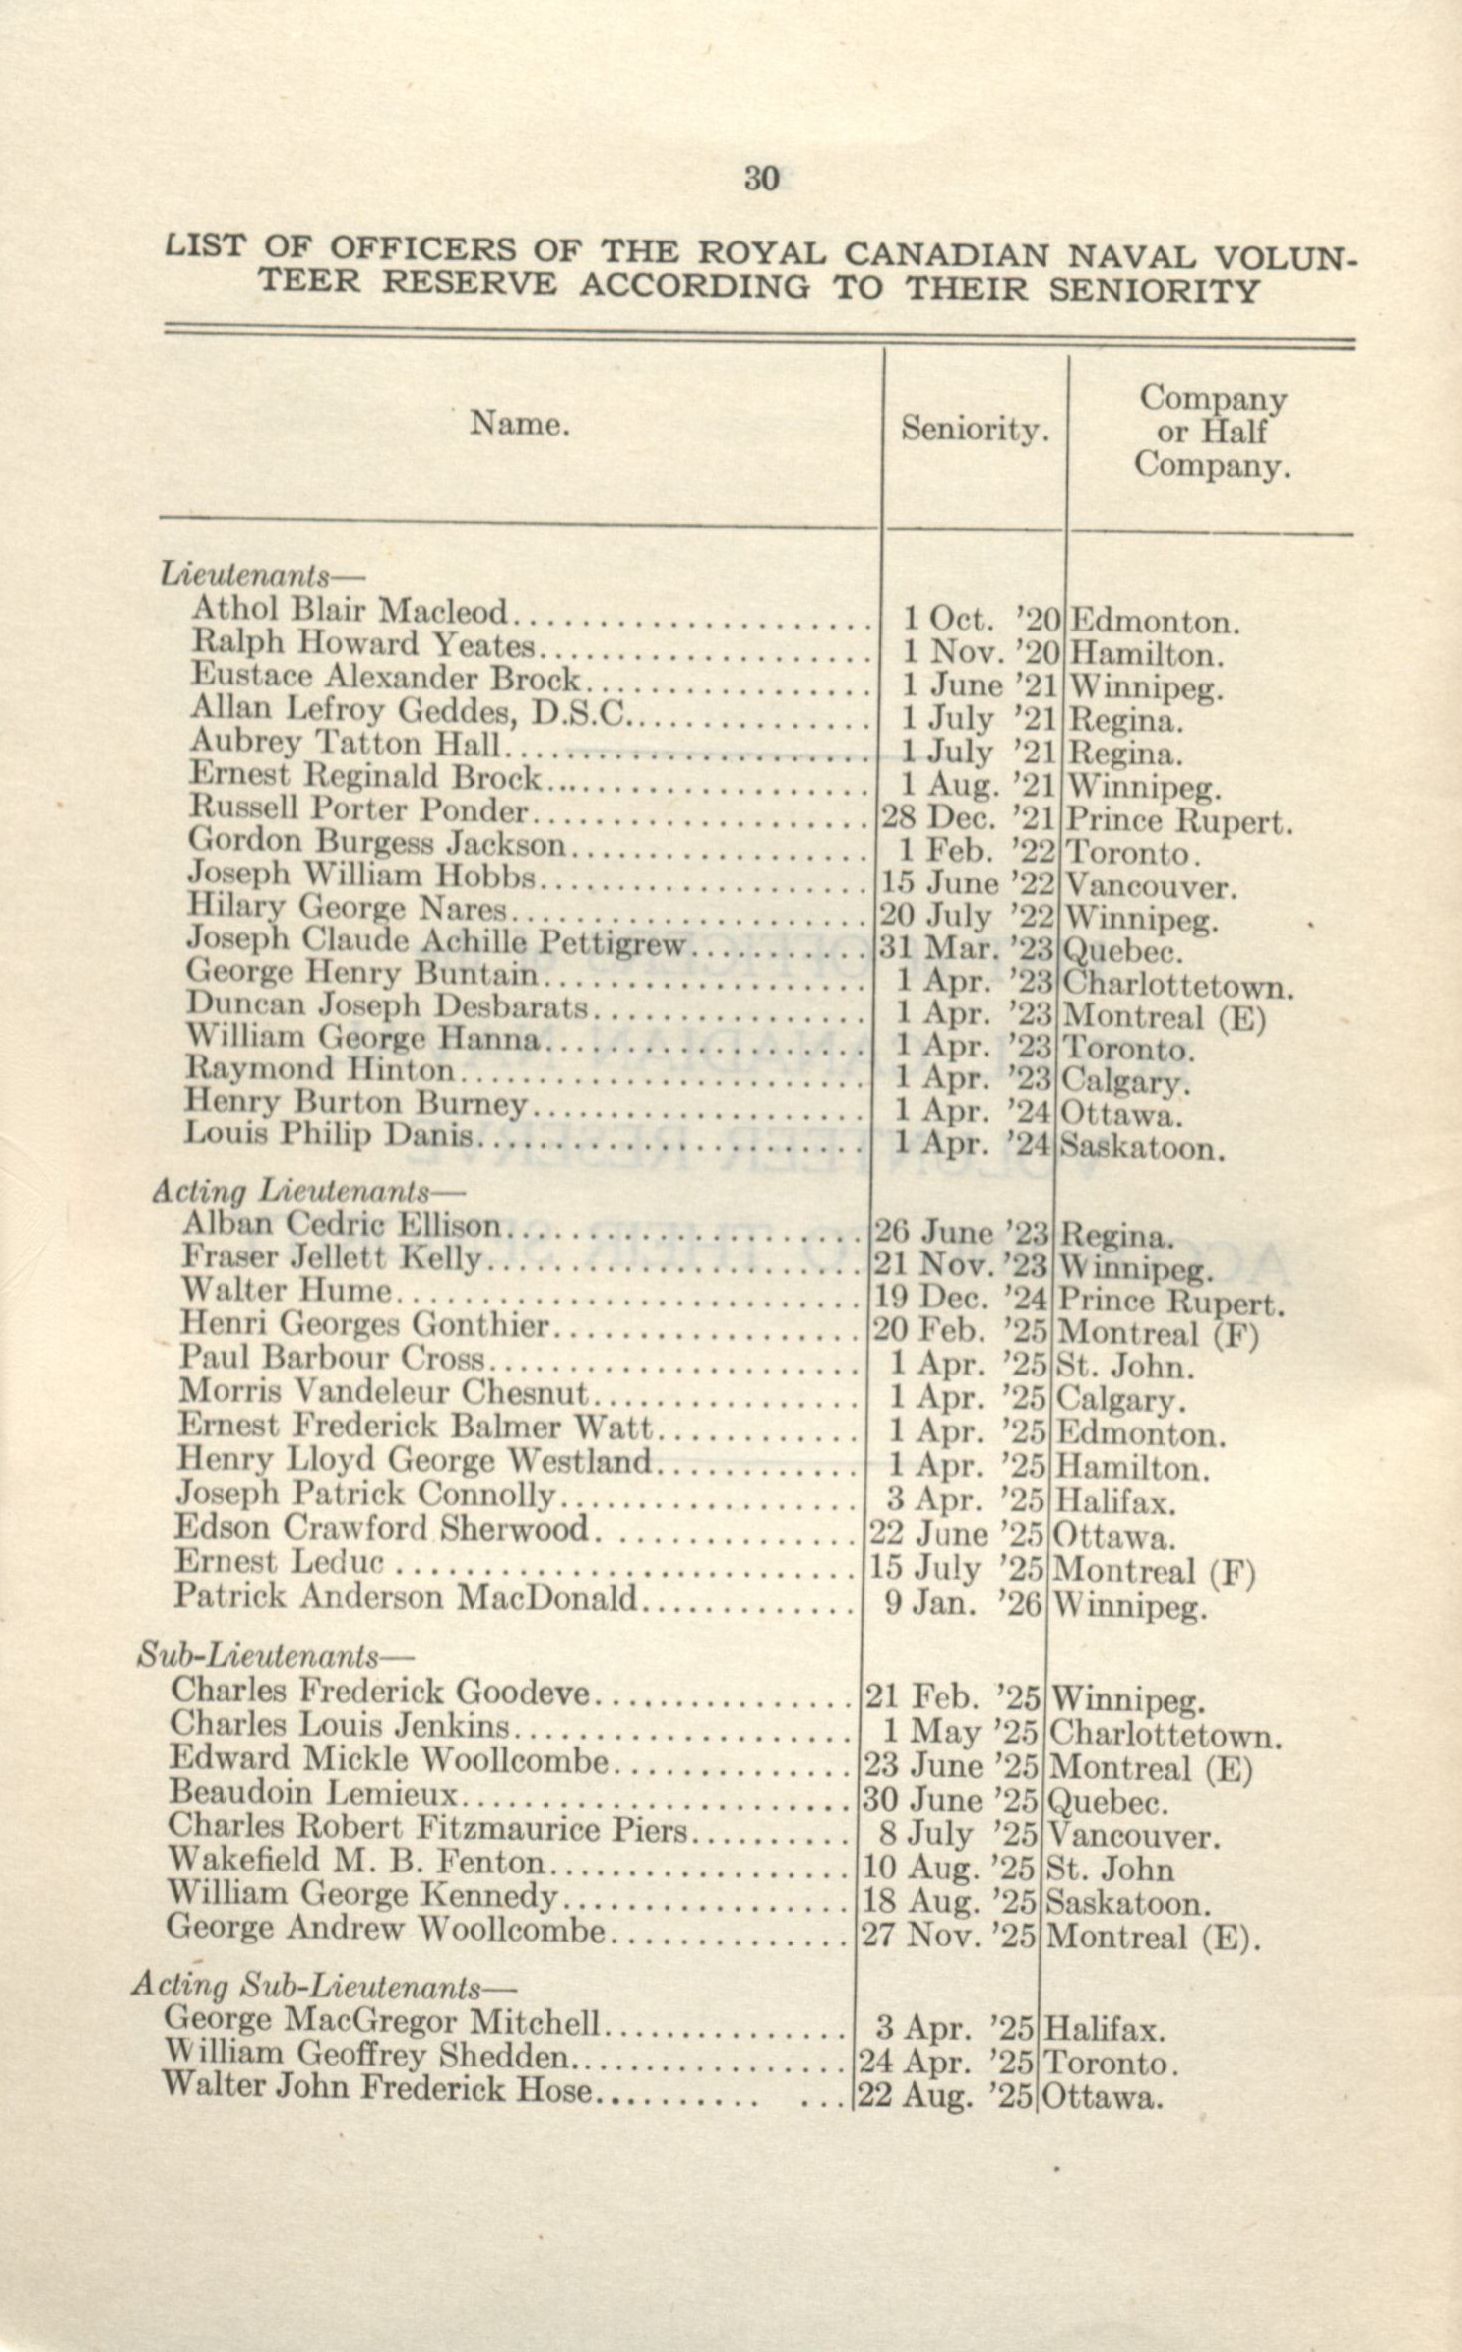 30
LIST OF OFFICERS OF THE ROYAL CANADIAN NAVAL VOLUN-
TEER RESERVE ACCORDING TO THEIR SENIORITY
Name. Seniority. Company
or Half
Company.
Lieutenants—
Athol Blair Macleod...................... 1 Oct. ’20 Edmonton.
Ralph Howard Yeates..................... 1 Nov. ’20 Hamilton.
Eustace Alexander Brock.................. 1 June ’21 Winnipeg.
Allan Lefroy Geddes, D.S.C............... 1 July ’21 Regina.
Aubrey Tatton Hall....................... 1 July ’21 Regina.
Ernest Reginald Brock.................... 1 Aug. ’21 Winnipeg.
Russell Porter Ponder..................... 28 Dec. ’21 Prince Rupert.
Gordon Burgess Jackson................... 1 Feb. ’22 Toronto.
Joseph William Hobbs..................... 15 June ’22 Vancouver.
Hilary George Nares...................... 20 July ’22 Winnipeg.
Joseph Claude Achille Pettigrew........... 31 Mar. ’23 Quebec.
George Henry Buntain.................... 1 Apr. ’23 Charlottetown.
Duncan Joseph Desbarats................. 1 Apr. ’23 Montreal (E)
William George Hanna.................... 1 Apr. ’23 Toronto.
Raymond Hinton......................... 1 Apr. ’23 Calgary.
Henry Burton Burney..................... 1 Apr. ’24 Ottawa.
Louis Philip Danis........................ 1 Apr. ’24 Saskatoon.
Acting Lieutenants—
Alban Cedric Ellison...................... 26 June ’23 Regina.
Fraser Jellett Kelly....................... 21 Nov. ’23 Winnipeg.
Walter Hume............................. 19 Dec. ’24 Prince Rupert.
Henri Georges Gonthier................... 20 Feb. ’25 Montreal (F)
Paul Barbour Cross....................... 1 Apr. ’25 St. John.
Morris Vandeleur Chesnut................ 1 Apr. ’25 Calgary.
Ernest Frederick Balmer Watt............. 1 Apr. ’25 Edmonton.
Henry Lloyd George Westland............. 1 Apr. ’25 Hamilton.
Joseph Patrick Connolly.................. 3 Apr. ’25 Halifax.
Edson Crawford Sherwood. ............... 22 June ’25 Ottawa.
Ernest Leduc ............................ 15 July ’25 Montreal (F)
Patrick Anderson MacDonald............. 9 Jan. ’26 Winnipeg.
Sub-Lieutenants—
Charles Frederick Goodeve................ 21 Feb. ’25 Winnipeg.
Charles Louis Jenkins..................... 1 May ’25 Charlottetown.
Edward Mickle Woollcombe............... 23 June ’25 Montreal (E)
Beaudoin Lemieux........................ 30 June ’25 Quebec.
Charles Robert Fitzmaurice Piers.......... 8 July ’25 Vancouver.
Wakefield M. B. Fenton................... 10 Aug. ’25 St. John
William George Kennedy.................. 18 Aug. ’25 Saskatoon.
George Andrew Woollcombe............... 27 Nov. ’25 Montreal (E).
Acting Sub-Lieutenants—
George MacGregor Mitchell............... 3 Apr. ’25 Halifax.
William Geoffrey Shedden................. 24 Apr. ’25 Toronto.
Walter John Frederick Hose.......... ... 22 Aug. ’25 Ottawa.